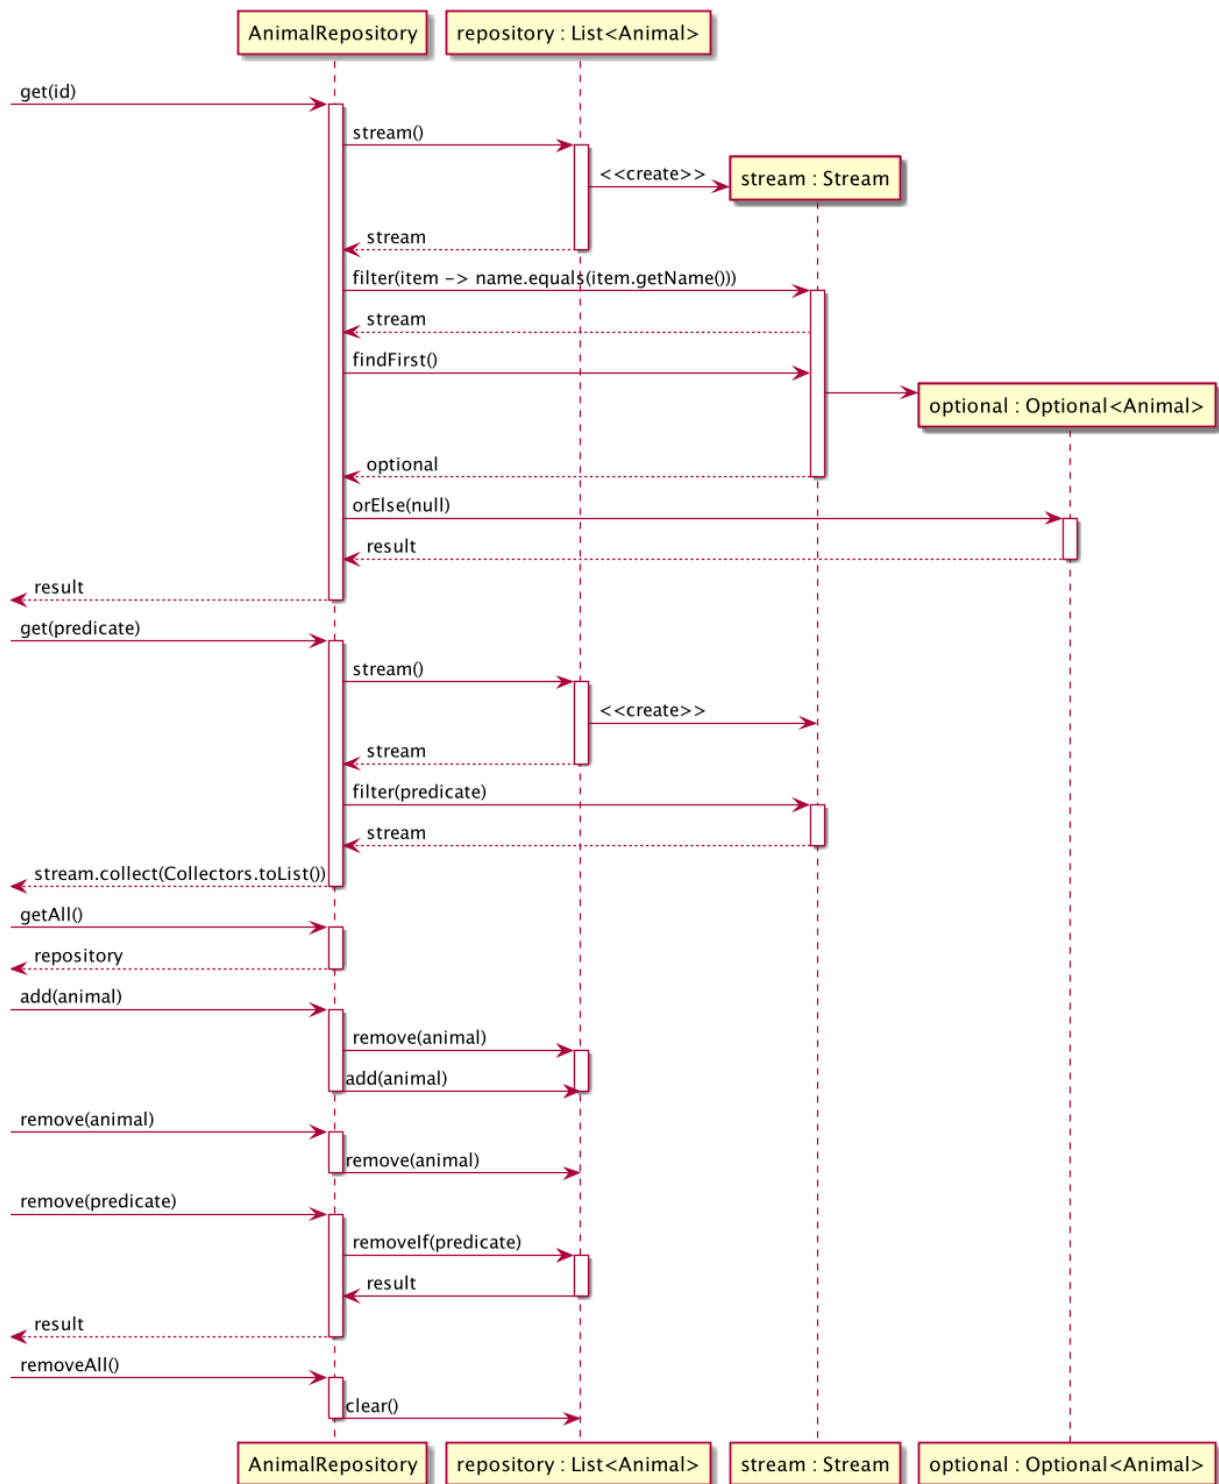 AnimalRepository
repository : List<Animal>
get(id)
stream()
<<create>>
stream : Stream
stream
filter(item -> name.equals(item.getName()))
stream
findFirst()
optional : Optional<Animal>
optional
orElse(null)
result
result
get(predicate)
stream()
<<create>>
stream
filter(predicate)
stream
stream.collect(Collectors.toList())
getAll()
repository
add(animal)
remove(animal)
add(animal)
remove(animal)
remove(animal)
remove(predicate)
removeIf(predicate)
result
result
removeAll()
clear()
AnimalRepository
repository : List<Animal>
stream : Stream
optional : Optional<Animal>